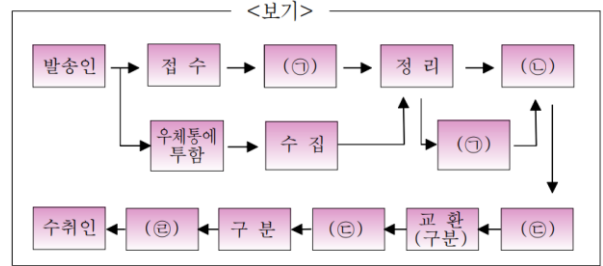 <보기>
발송인
접 수
(㉠)
정 리
(㉡)
우체통에
투함
수 집
(㉠)
수취인
(㉣)
구 분
(㉢)
교 환
(구분)
(㉢)